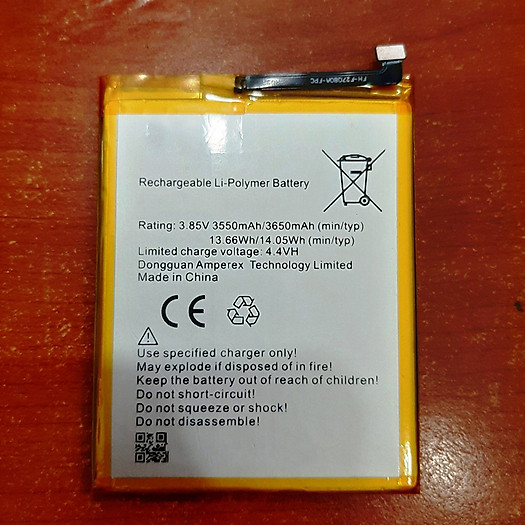 FH-F270BQH-FPC
Rechargeable Li-Polymer Battery
Rating: 3.85V 3550mAh/3650mAh (min/typ)
13.66Wh/14.05Wh (min/typ)
Limited charge voltage: 4.4VH
Dongguan Amperex Technology Limited
Made in China
CE
Use specified charger only!
May explode if disposed of in fire!
Keep the battery out of reach of children!
Do not short-circuit!
Do not squeeze or shock!
Do not disassemble!